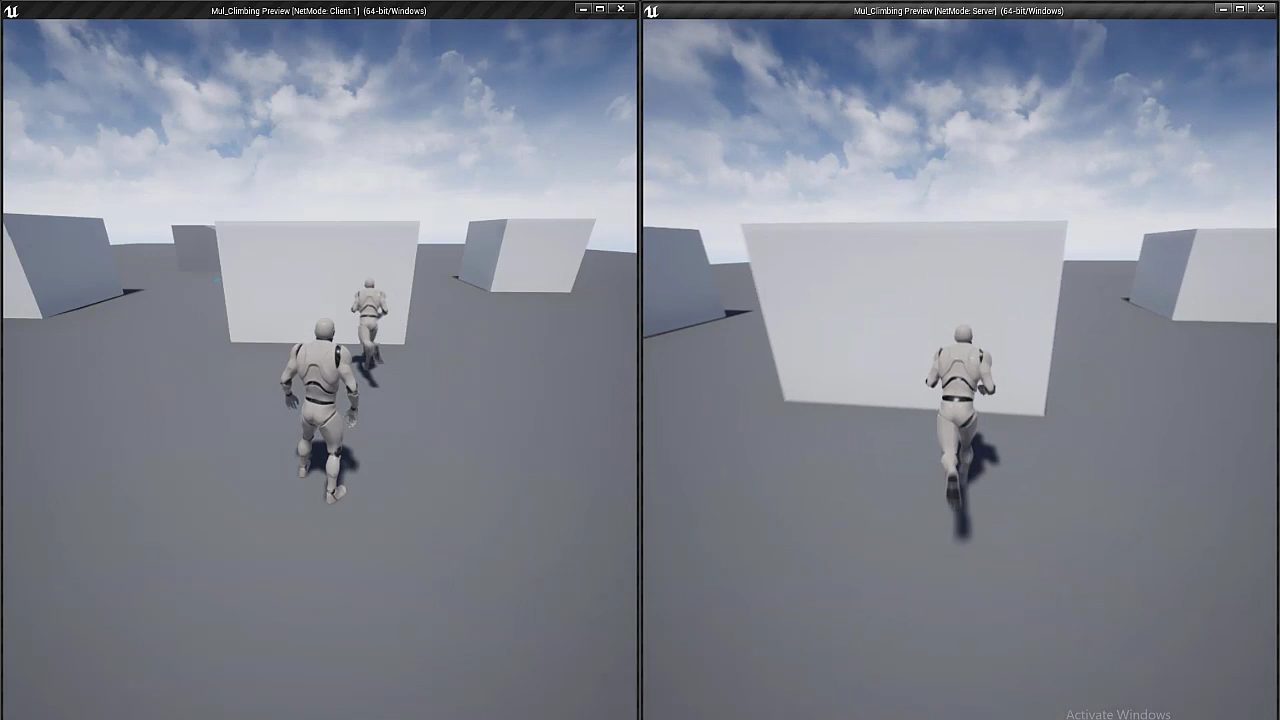 Mul_Climbing Preview [NetMode: Client 1] (64-bit/Windows)
Mul_Climbing Preview [NetMode: Server] (64-bit/Windows)
Activate Windows